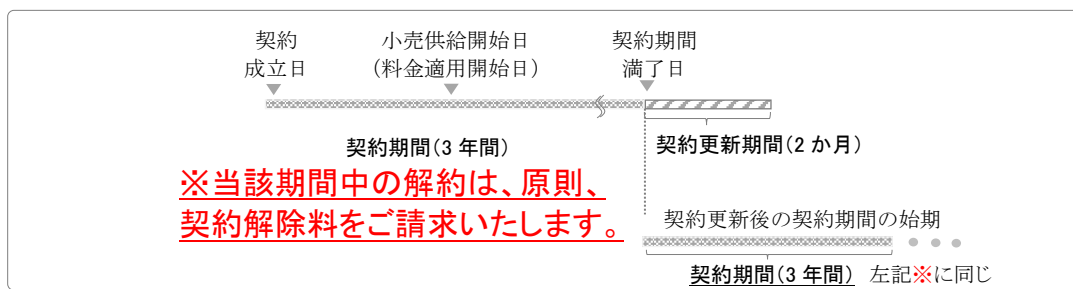 契約
成立日
小売供給開始日
(料金適用開始日)
契約期間
満了日
契約期間(3年間)
※当該期間中の解約は、原則、
契約解除料をご請求いたします。
契約更新期間(2か月)
契約更新後の契約期間の始期
契約期間(3年間) 左記※に同じ